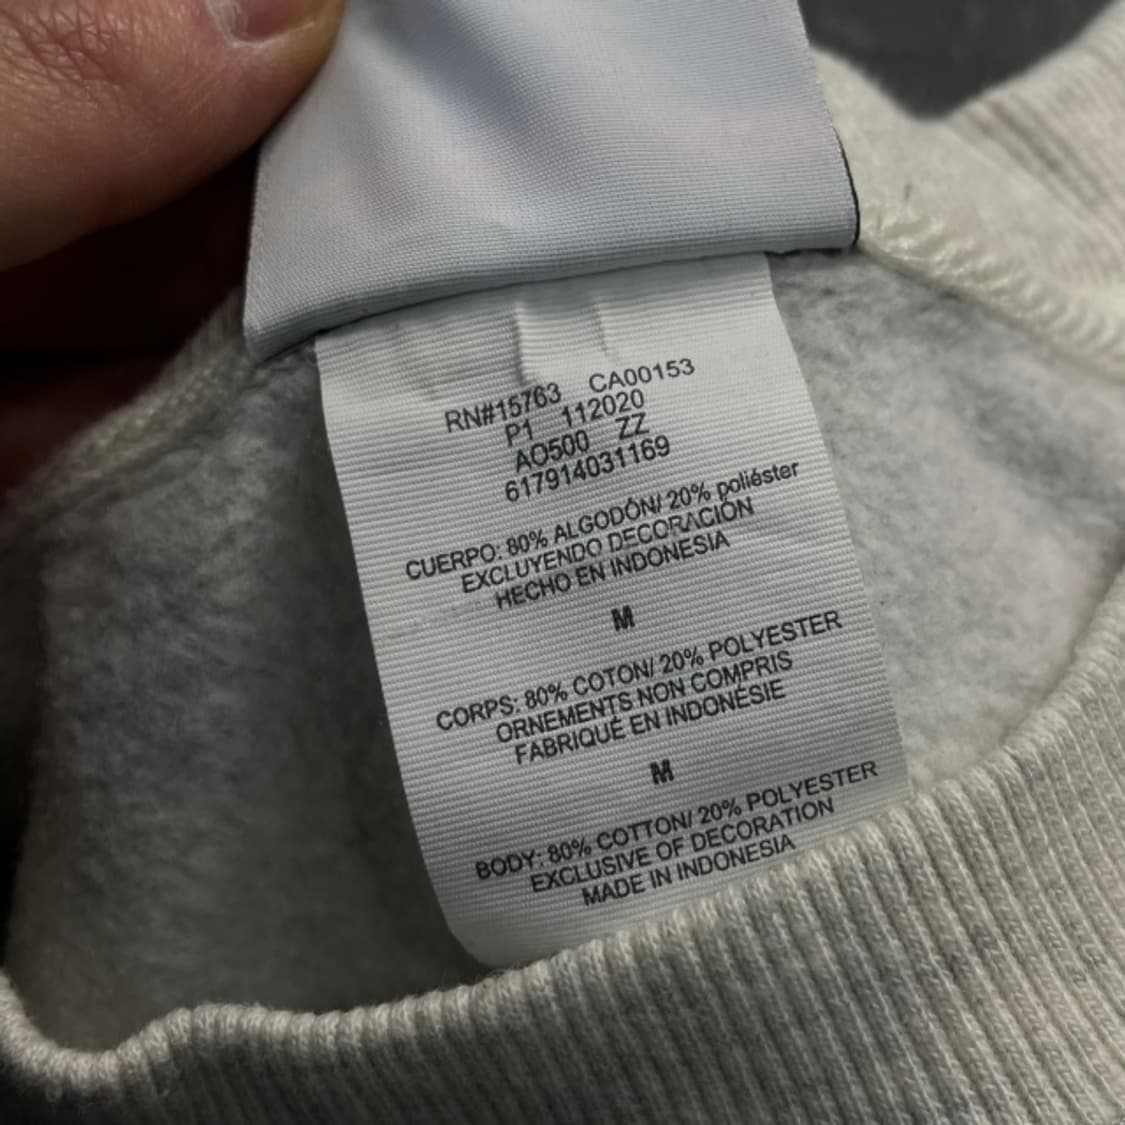 RN#15763 CA00153
P1 112020
AO500 ZZ
617914031169
CUERPO: 80% ALGODÓN/ 20% poliéster
EXCLUYENDO DECORACIÓN
HECHO EN INDONESIA
M
CORPS: 80% COTON/ 20% POLYESTER
ORNEMENTS NON COMPRIS
FABRIQUÉ EN INDONÉSIE
M
BODY: 80% COTTON/ 20% POLYESTER
EXCLUSIVE OF DECORATION
MADE IN INDONESIA